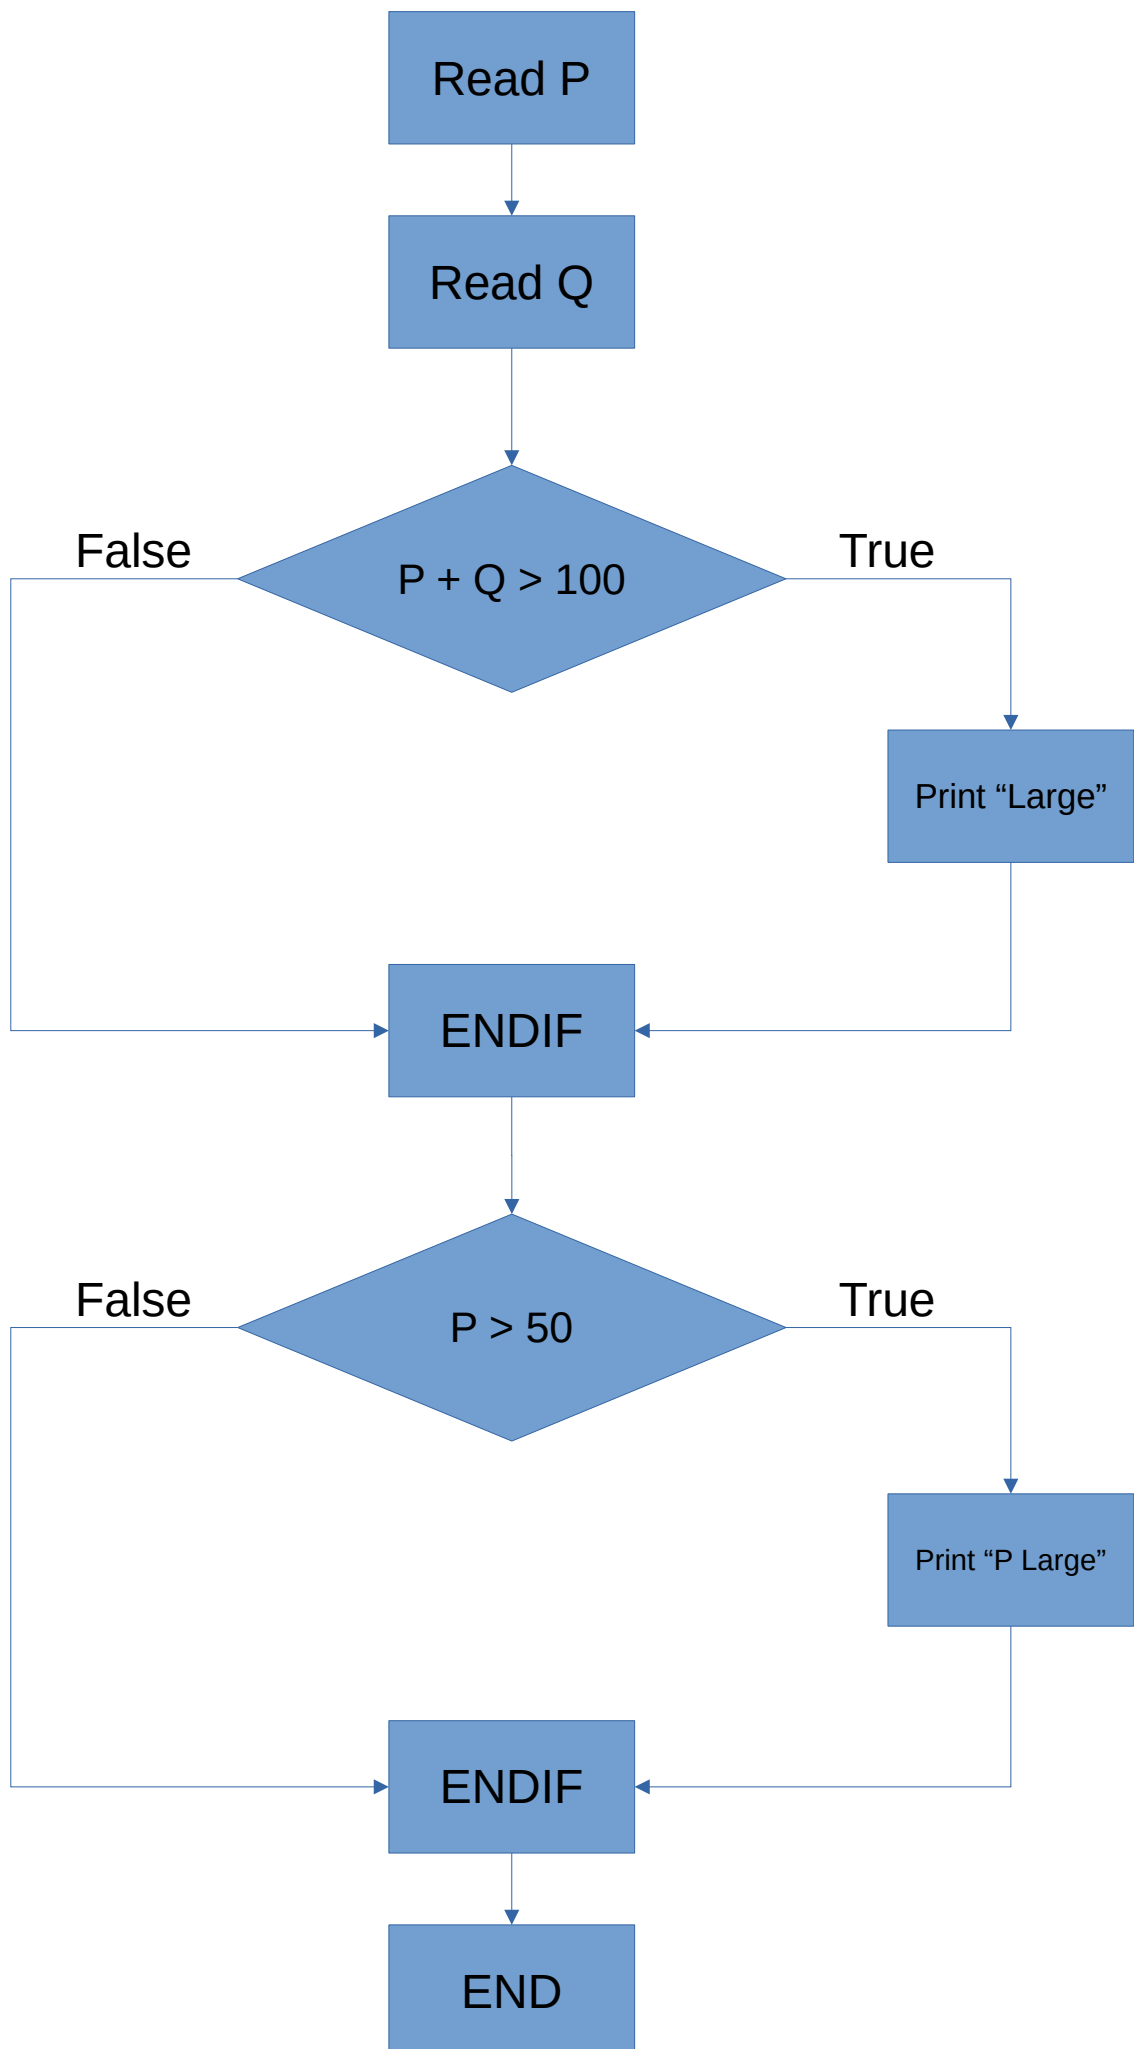 Read P
Read Q
False
True
P + Q > 100
Print “Large”
ENDIF
False
True
P > 50
Print “P Large”
ENDIF
END